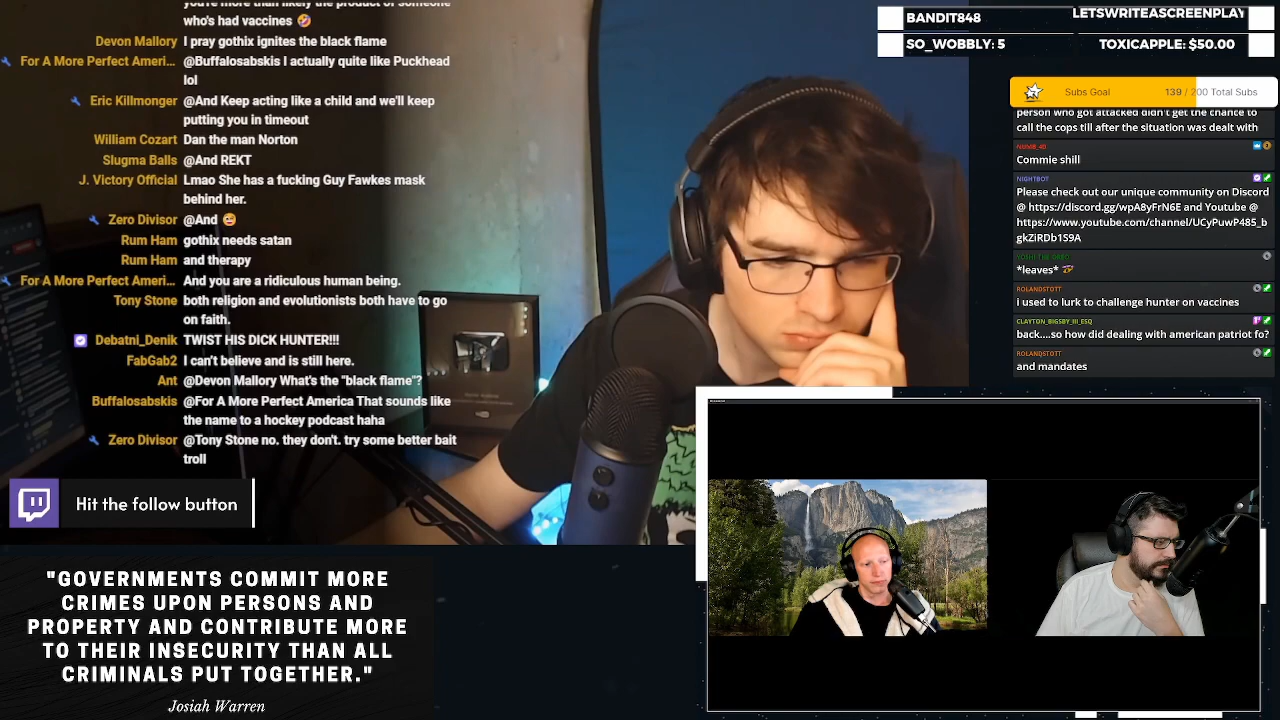 you're more than likely the product of someone
who's had vaccines 🤣
Devon Mallory I pray gothix ignites the black flame
For A More Perfect Ameri... @Buffalosabskis I actually quite like Puckhead
lol
Eric Killmonger @And Keep acting like a child and we'll keep
putting you in timeout
William Cozart Dan the man Norton
Slugma Balls @And REKT
J. Victory Official Lmao She has a fucking Guy Fawkes mask
behind her.
Zero Divisor @And 🤪
Rum Ham gothix needs satan
Rum Ham and therapy
For A More Perfect Ameri... And you are a ridiculous human being.
Tony Stone both religion and evolutionists both have to go
on faith.
Debatni_Denik TWIST HIS DICK HUNTER!!!
FabGab2 I can't believe and is still here.
Ant @Devon Mallory What's the "black flame"?
Buffalosabskis @For A More Perfect America That sounds like
the name to a hockey podcast haha
Zero Divisor @Tony Stone no. they don't. try some better bait
troll
Hit the follow button
"GOVERNMENTS COMMIT MORE
CRIMES UPON PERSONS AND
PROPERTY AND CONTRIBUTE MORE
TO THEIR INSECURITY THAN ALL
CRIMINALS PUT TOGETHER."
Josiah Warren
BANDIT848
LETSWRITEASCREENPLAY
SO_WOBBLY: 5
TOXICAPPLE: $50.00
Subs Goal 139 / 200 Total Subs
person who got attacked didn't get the chance to
call the cops till after the situation was dealt with
Commie shill
NIGHTBOT
Please check out our unique community on Discord
@ https://discord.gg/wpA8yFrN6E and Youtube @
https://www.youtube.com/channel/UCyPuwP485_b
gkZiRDb1S9A
*leaves*
ROLANDSTOTT
i used to lurk to challenge hunter on vaccines
CLAYTON_BIGSBY_III_ESQ
back....so how did dealing with american patriot fo?
ROLANDSTOTT
and mandates